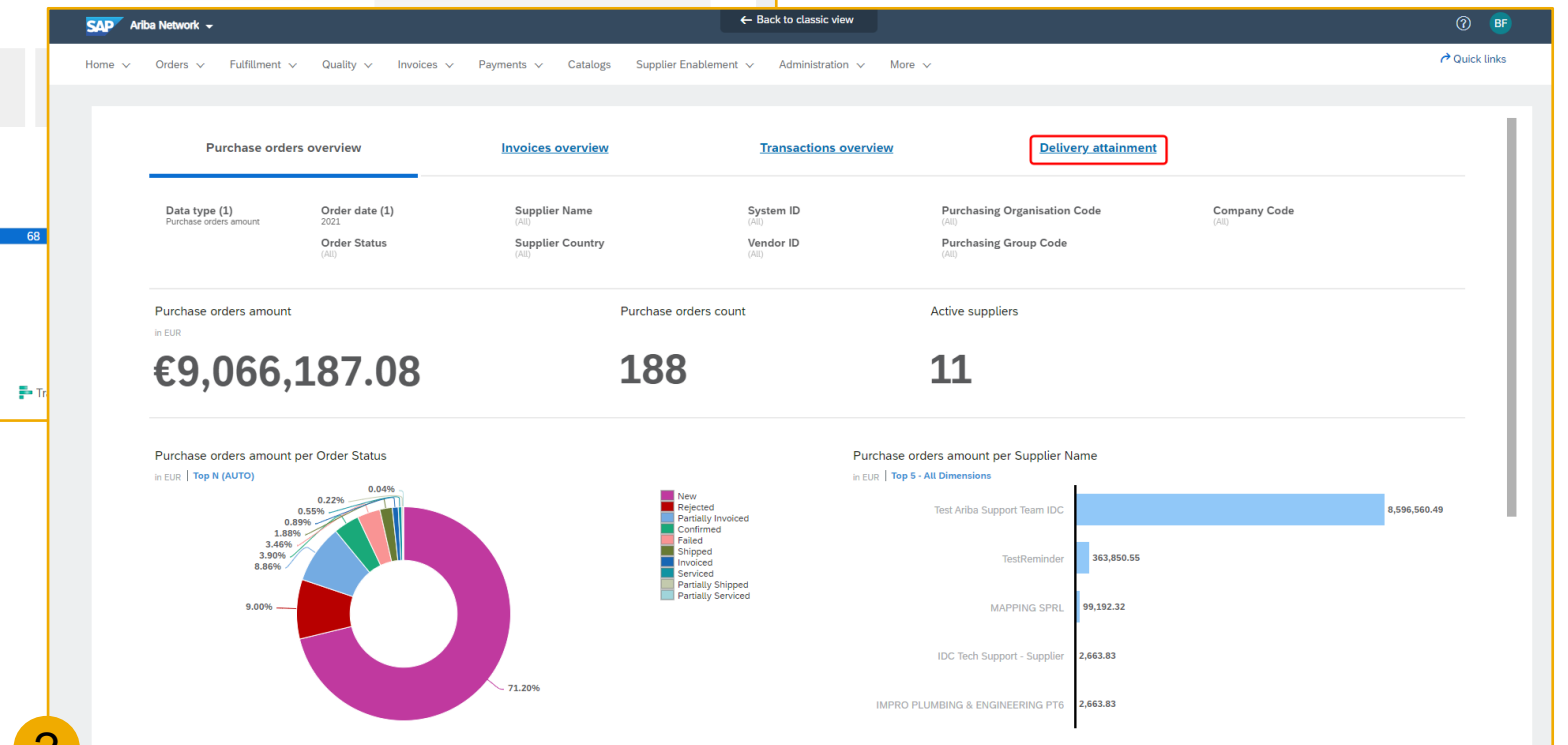 SAP Ariba Network
← Back to classic view
? BF
Home Orders Fulfillment Quality Invoices Payments Catalogs Supplier Enablement Administration More
Quick links
Purchase orders overview Invoices overview Transactions overview Delivery attainment
Data type (1) Order date (1) Supplier Name System ID Purchasing Organisation Code Company Code
Purchase orders amount 2021 (All) (All) (All) (All)
Order Status Supplier Country Vendor ID Purchasing Group Code
(All) (All) (All) (All)
68
Purchase orders amount Purchase orders count Active suppliers
in EUR
€9,066,187.08 188 11
Purchase orders amount per Order Status
in EUR | Top N (AUTO)
0.04%
0.22%
0.55%
0.89%
1.88%
3.46%
3.90%
8.86%
9.00%
71.20%
New
Rejected
Partially Invoiced
Confirmed
Failed
Shipped
Invoiced
Serviced
Partially Shipped
Partially Serviced
Purchase orders amount per Supplier Name
in EUR | Top 5 - All Dimensions
Test Ariba Support Team IDC 8,596,560.49
TestReminder 363,850.55
MAPPING SPRL 99,192.32
IDC Tech Support - Supplier 2,663.83
IMPRO PLUMBING & ENGINEERING PT6 2,663.83